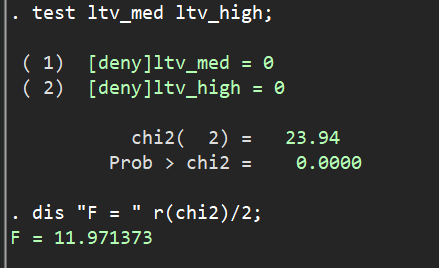 . test ltv_med ltv_high;
( 1) [deny]ltv_med = 0
( 2) [deny]ltv_high = 0
chi2( 2) = 23.94
Prob > chi2 = 0.0000
. dis "F = " r(chi2)/2;
F = 11.971373